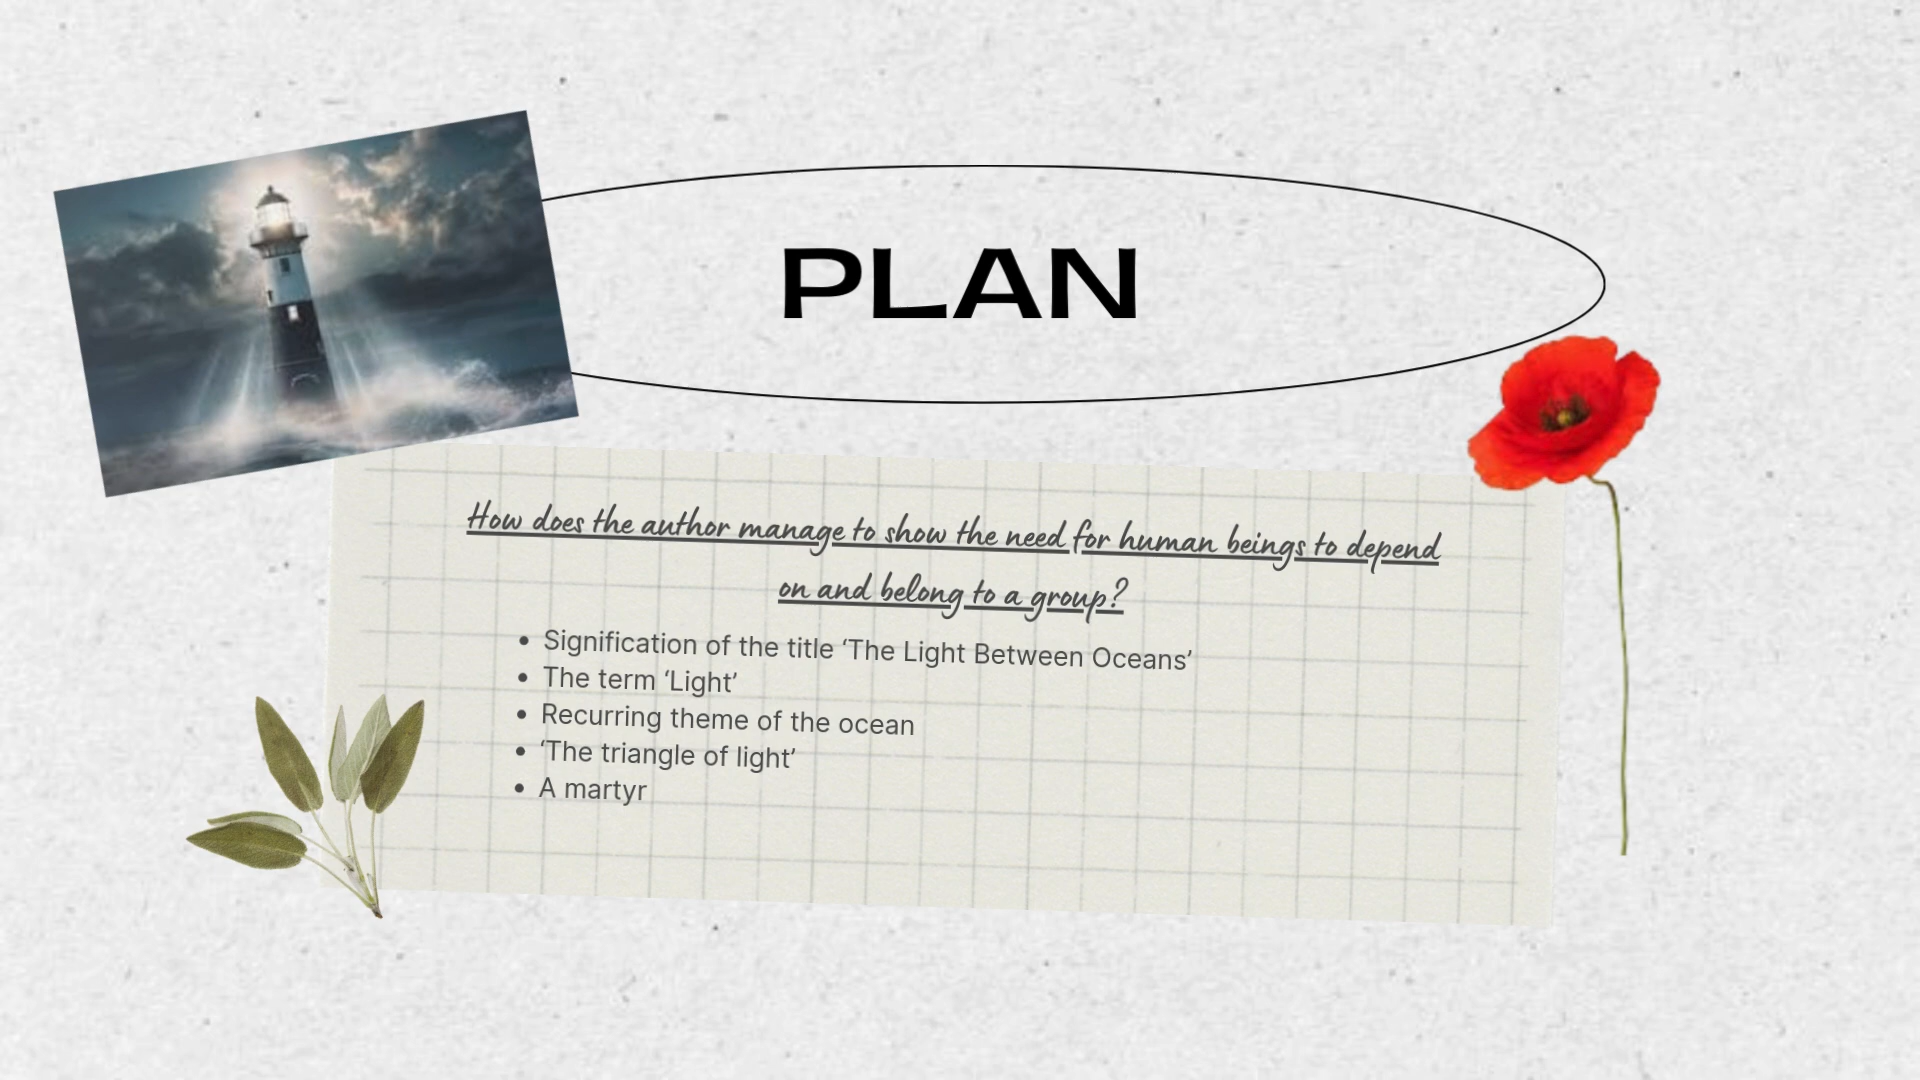 PLAN
How does the author manage to show the need for human beings to depend
on and belong to a group?
• Signification of the title ‘The Light Between Oceans’
• The term ‘Light’
• Recurring theme of the ocean
• ‘The triangle of light’
• A martyr